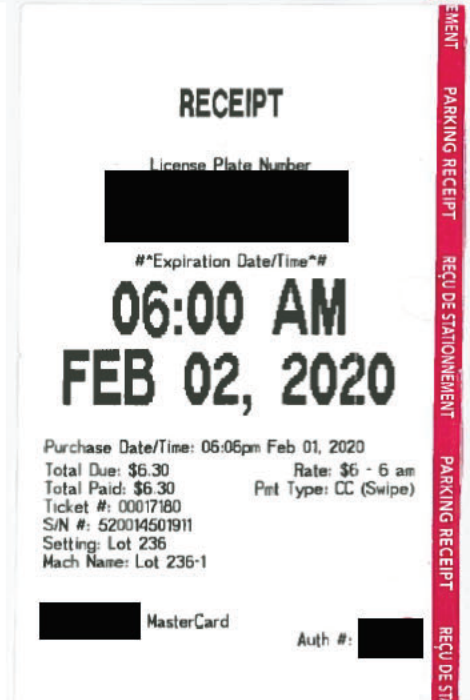 RECEIPT
License Plate Number
#^Expiration Date/Time^#
06:00 AM
FEB 02, 2020
Purchase Date/Time: 06:06pm Feb 01, 2020
Total Due: $6.30 Rate: $6 - 6 am
Total Paid: $6.30 Pmt Type: CC (Swipe)
Ticket #: 00017180
S/N #: 520014501911
Setting: Lot 236
Mach Name: Lot 236-1
MasterCard
Auth #:
EMENT
PARKING RECEIPT
REÇU DE STATIONNEMENT
PARKING RECEIPT
REÇU DE ST